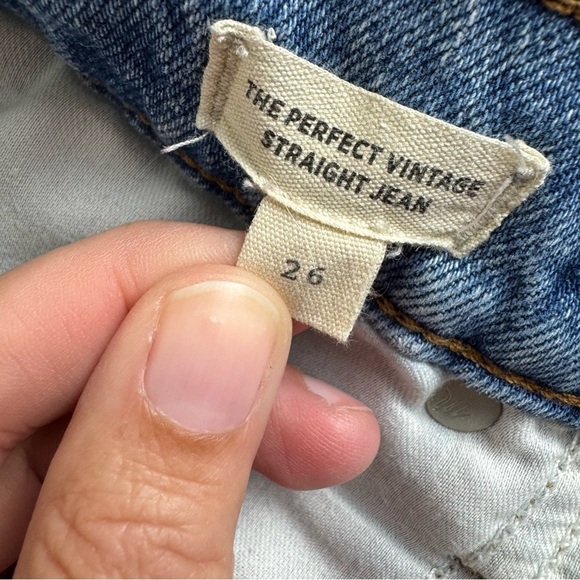 THE PERFECT VINTAGE
STRAIGHT JEAN
26